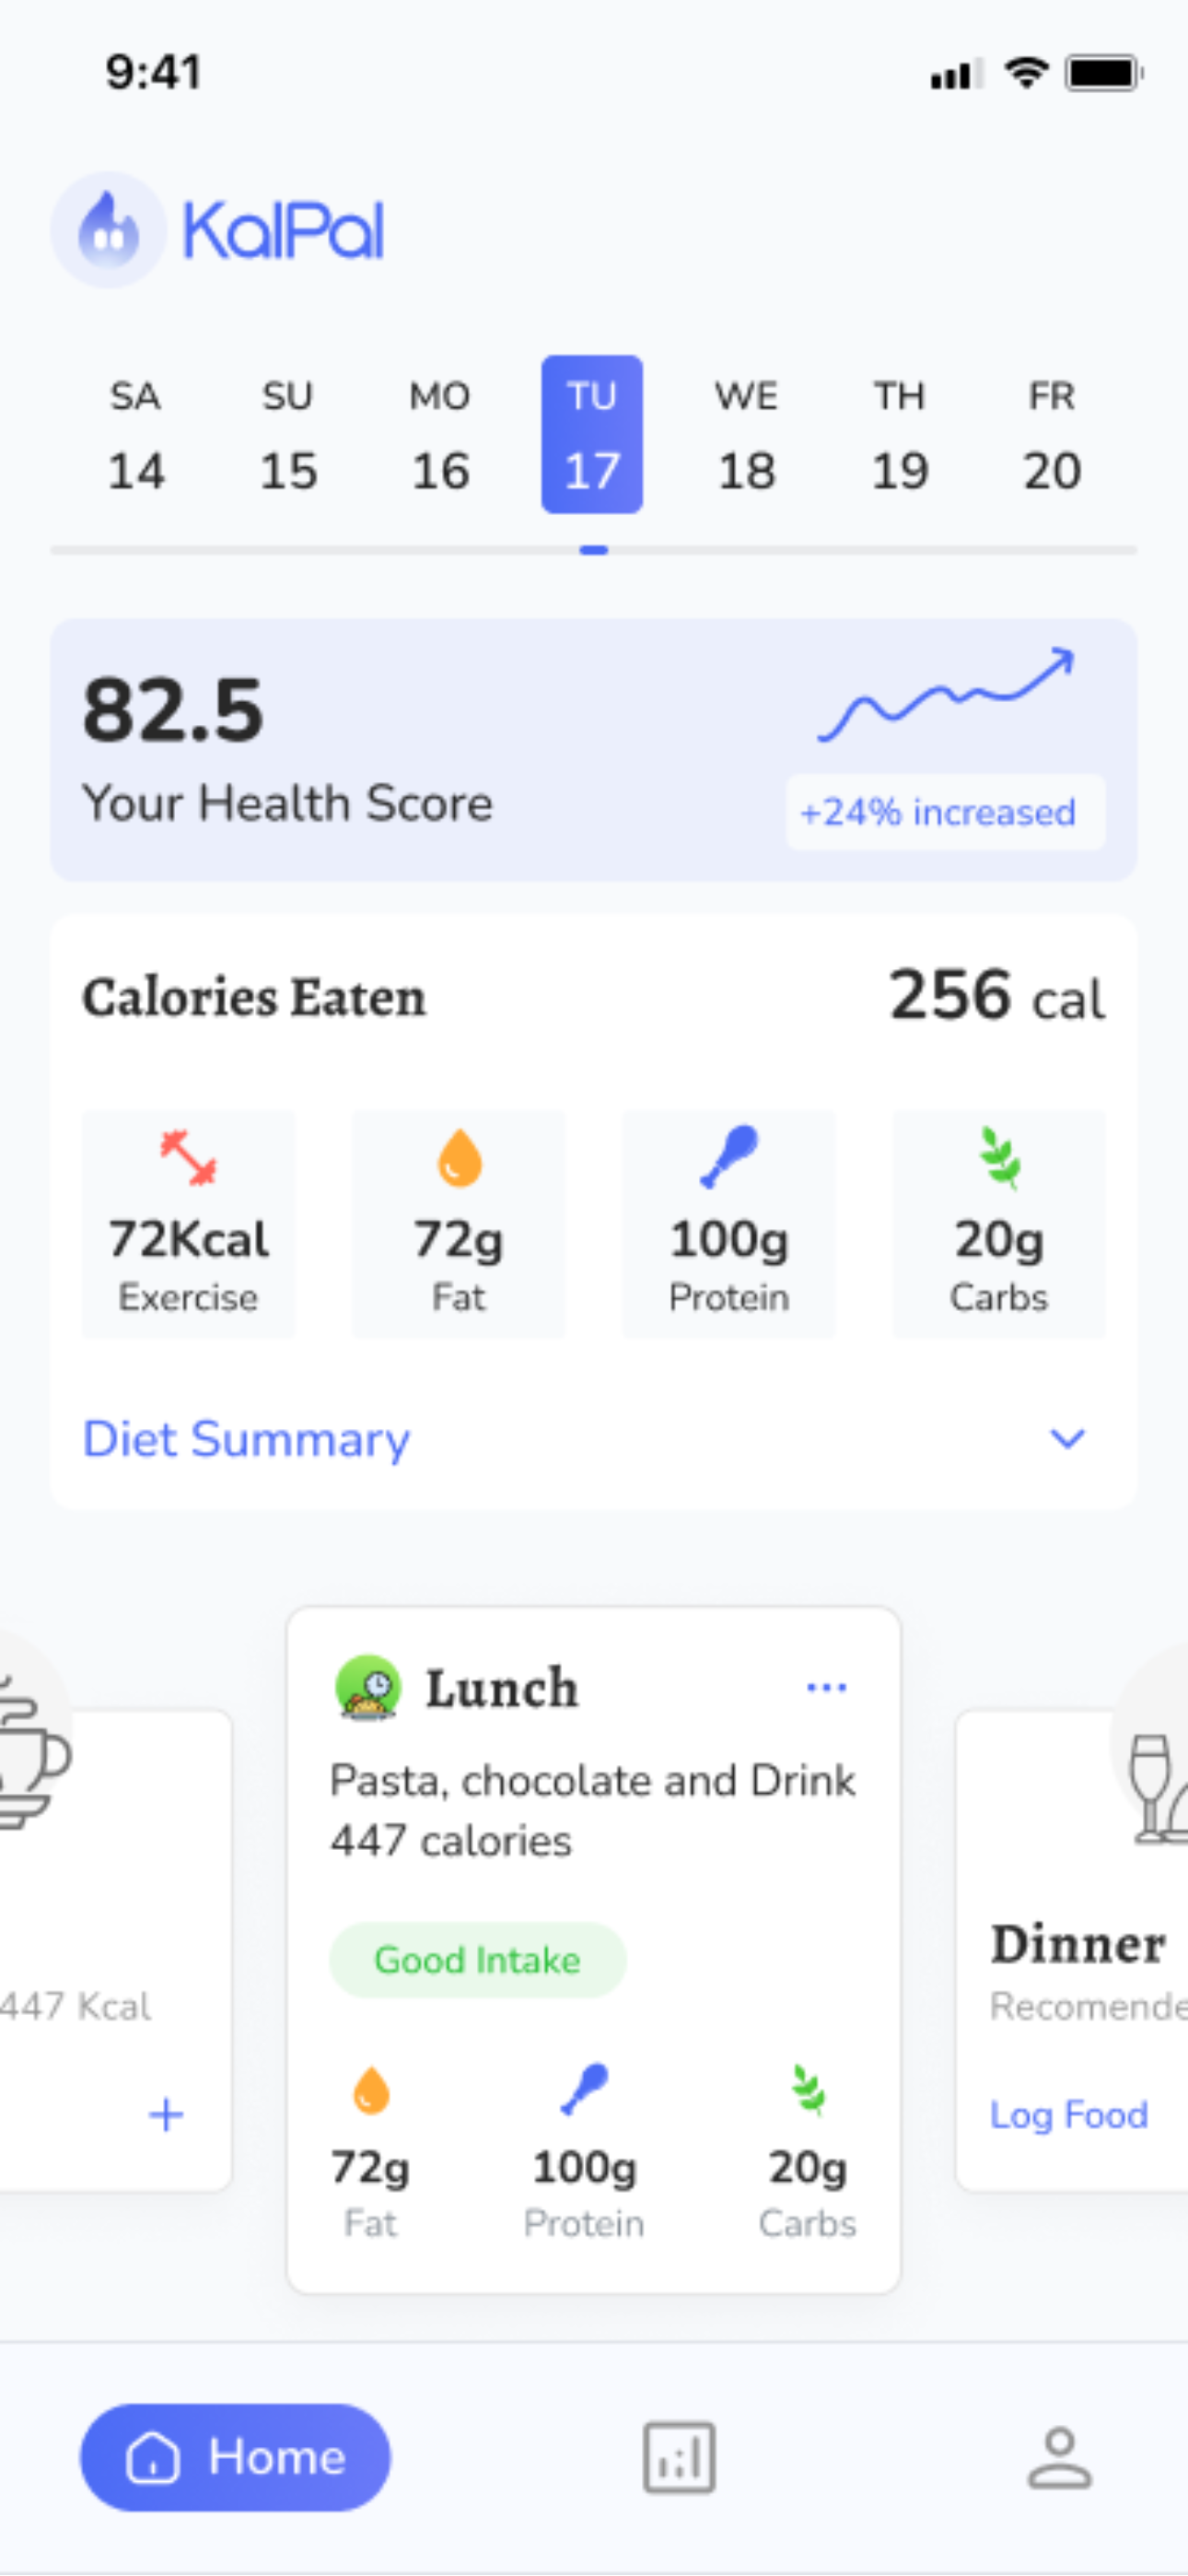 9:41
KalPal
SA SU MO TU WE TH FR
14 15 16 17 18 19 20
82.5
Your Health Score
+24% increased
Calories Eaten 256 cal
72Kcal 72g 100g 20g
Exercise Fat Protein Carbs
Diet Summary
Lunch
Pasta, chocolate and Drink
447 calories
Good Intake
447 Kcal
Dinner
Recomende
Log Food
72g 100g 20g
Fat Protein Carbs
Home